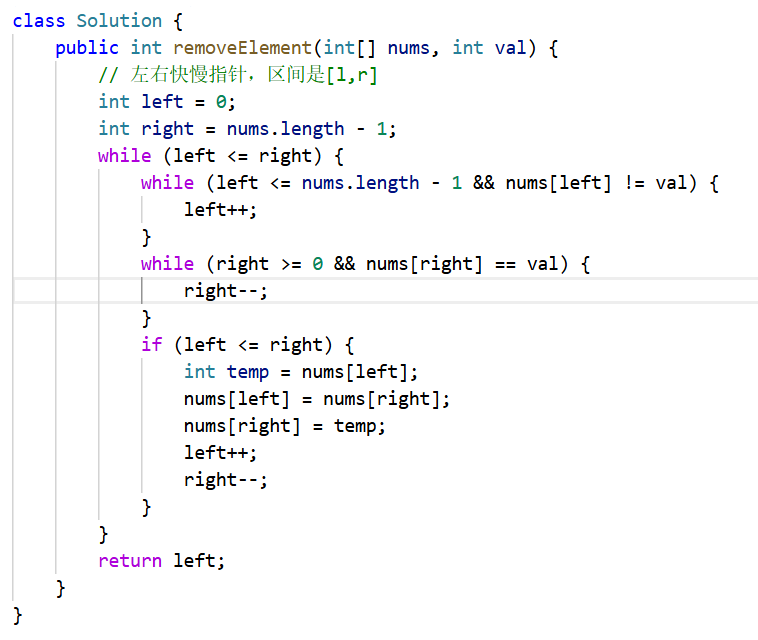 class Solution {
    public int removeElement(int[] nums, int val) {
        // 左右快慢指针，区间是[l,r]
        int left = 0;
        int right = nums.length - 1;
        while (left <= right) {
            while (left <= nums.length - 1 && nums[left] != val) {
                left++;
            }
            while (right >= 0 && nums[right] == val) {
                right--;
            }
            if (left <= right) {
                int temp = nums[left];
                nums[left] = nums[right];
                nums[right] = temp;
                left++;
                right--;
            }
        }
        return left;
    }
}